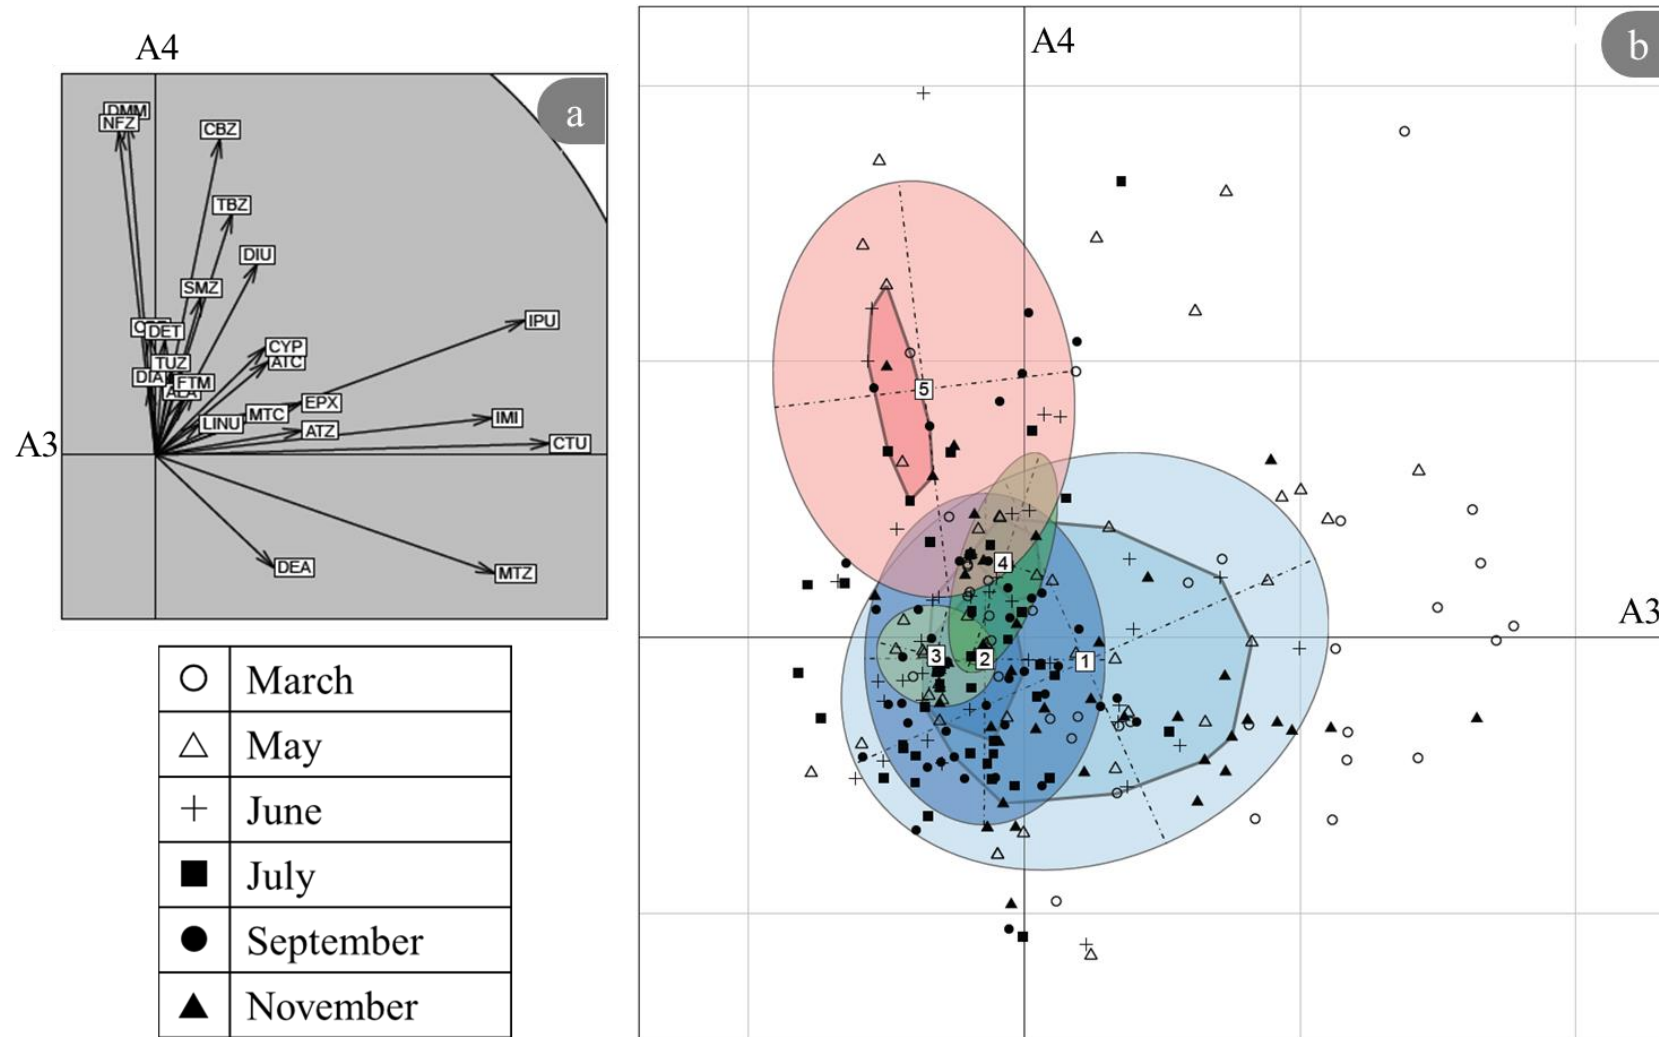 A4
a
DMM
NFZ
CBZ
TBZ
DIU
SMZ
DET
IPU
CYP
ATC
TUZ
DIA
FTM
EPX
MTC
LINU
ATZ
IMI
CTU
A3
DEA
MTZ
March
May
June
July
September
November
A4
b
5
4
A3
3
2
1